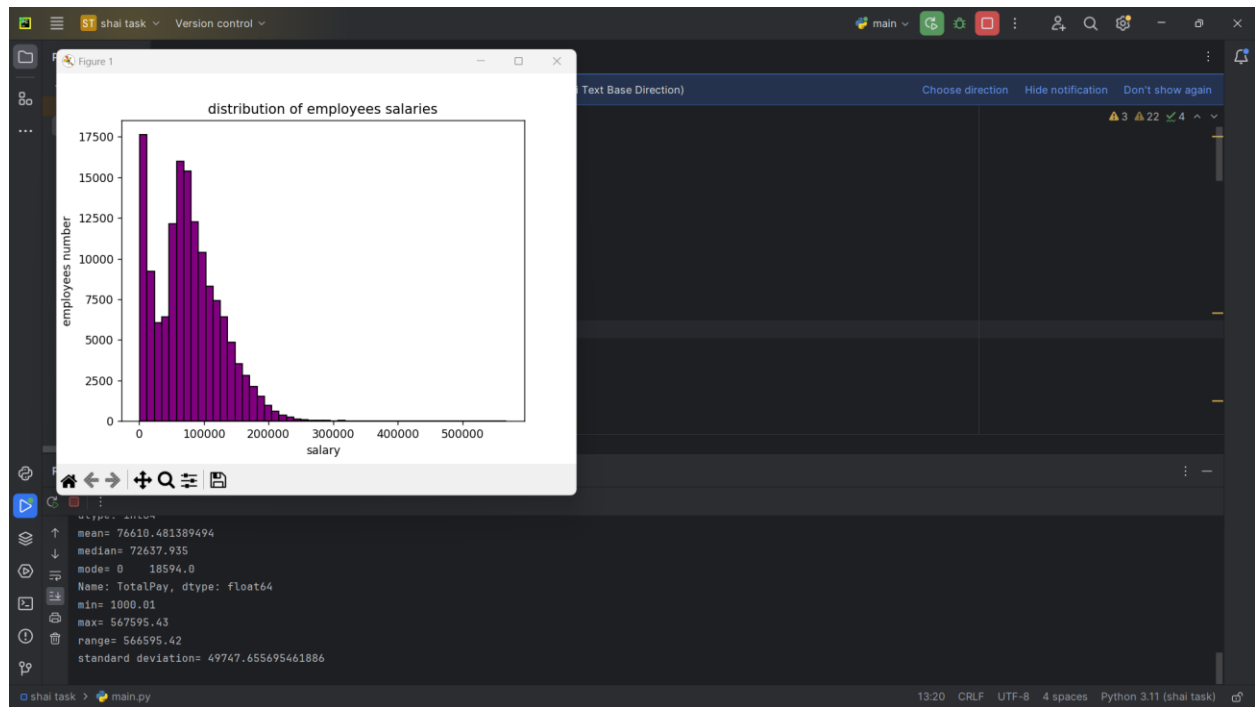 ST shai task Version control main
Figure 1
Text Base Direction) Choose direction Hide notification Don't show again
3 22 4
distribution of employees salaries
17500
15000
12500
10000
7500
5000
2500
0
employees number
0 100000 200000 300000 400000 500000
salary
mean= 76610.481389494
median= 72637.935
mode= 0    18594.0
Name: TotalPay, dtype: float64
min= 1000.01
max= 567595.43
range= 566595.42
standard deviation= 49747.655695461886
shai task > main.py 13:20 CRLF UTF-8 4 spaces Python 3.11 (shai task)